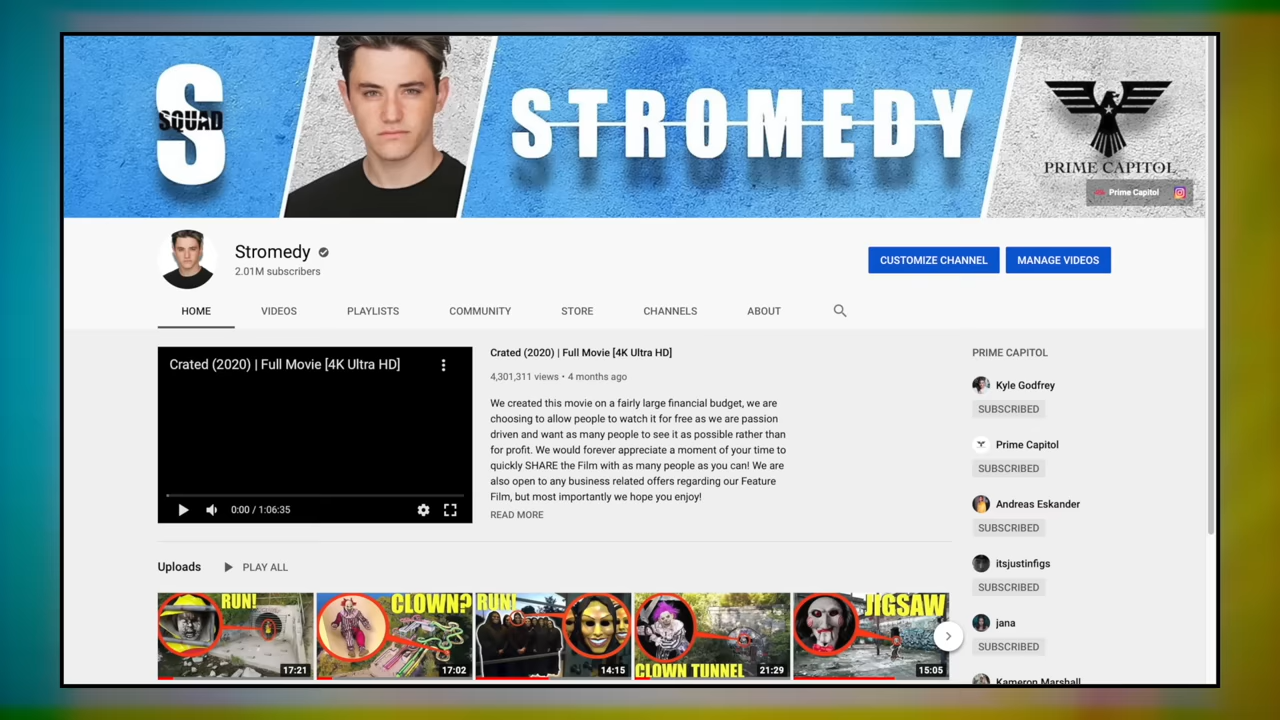 S
SQUAD
STROMEDY
PRIME CAPITOL
Prime Capitol
Stromedy
2.01M subscribers
CUSTOMIZE CHANNEL
MANAGE VIDEOS
HOME
VIDEOS
PLAYLISTS
COMMUNITY
STORE
CHANNELS
ABOUT
Crated (2020) | Full Movie [4K Ultra HD]
0:00 / 1:06:35
Crated (2020) | Full Movie [4K Ultra HD]
4,301,311 views • 4 months ago
We created this movie on a fairly large financial budget, we are
choosing to allow people to watch it for free as we are passion
driven and want as many people to see it as possible rather than
for profit. We would forever appreciate a moment of your time to
quickly SHARE the Film with as many people as you can! We are
also open to any business related offers regarding our Feature
Film, but most importantly we hope you enjoy!
READ MORE
PRIME CAPITOL
Kyle Godfrey
SUBSCRIBED
Prime Capitol
SUBSCRIBED
Andreas Eskander
SUBSCRIBED
itsjustinfigs
SUBSCRIBED
jana
SUBSCRIBED
Kameron Marshall
Uploads
PLAY ALL
RUN!
17:21
CLOWN?
17:02
RUN!
14:15
CLOWN TUNNEL
21:29
JIGSAW
15:05